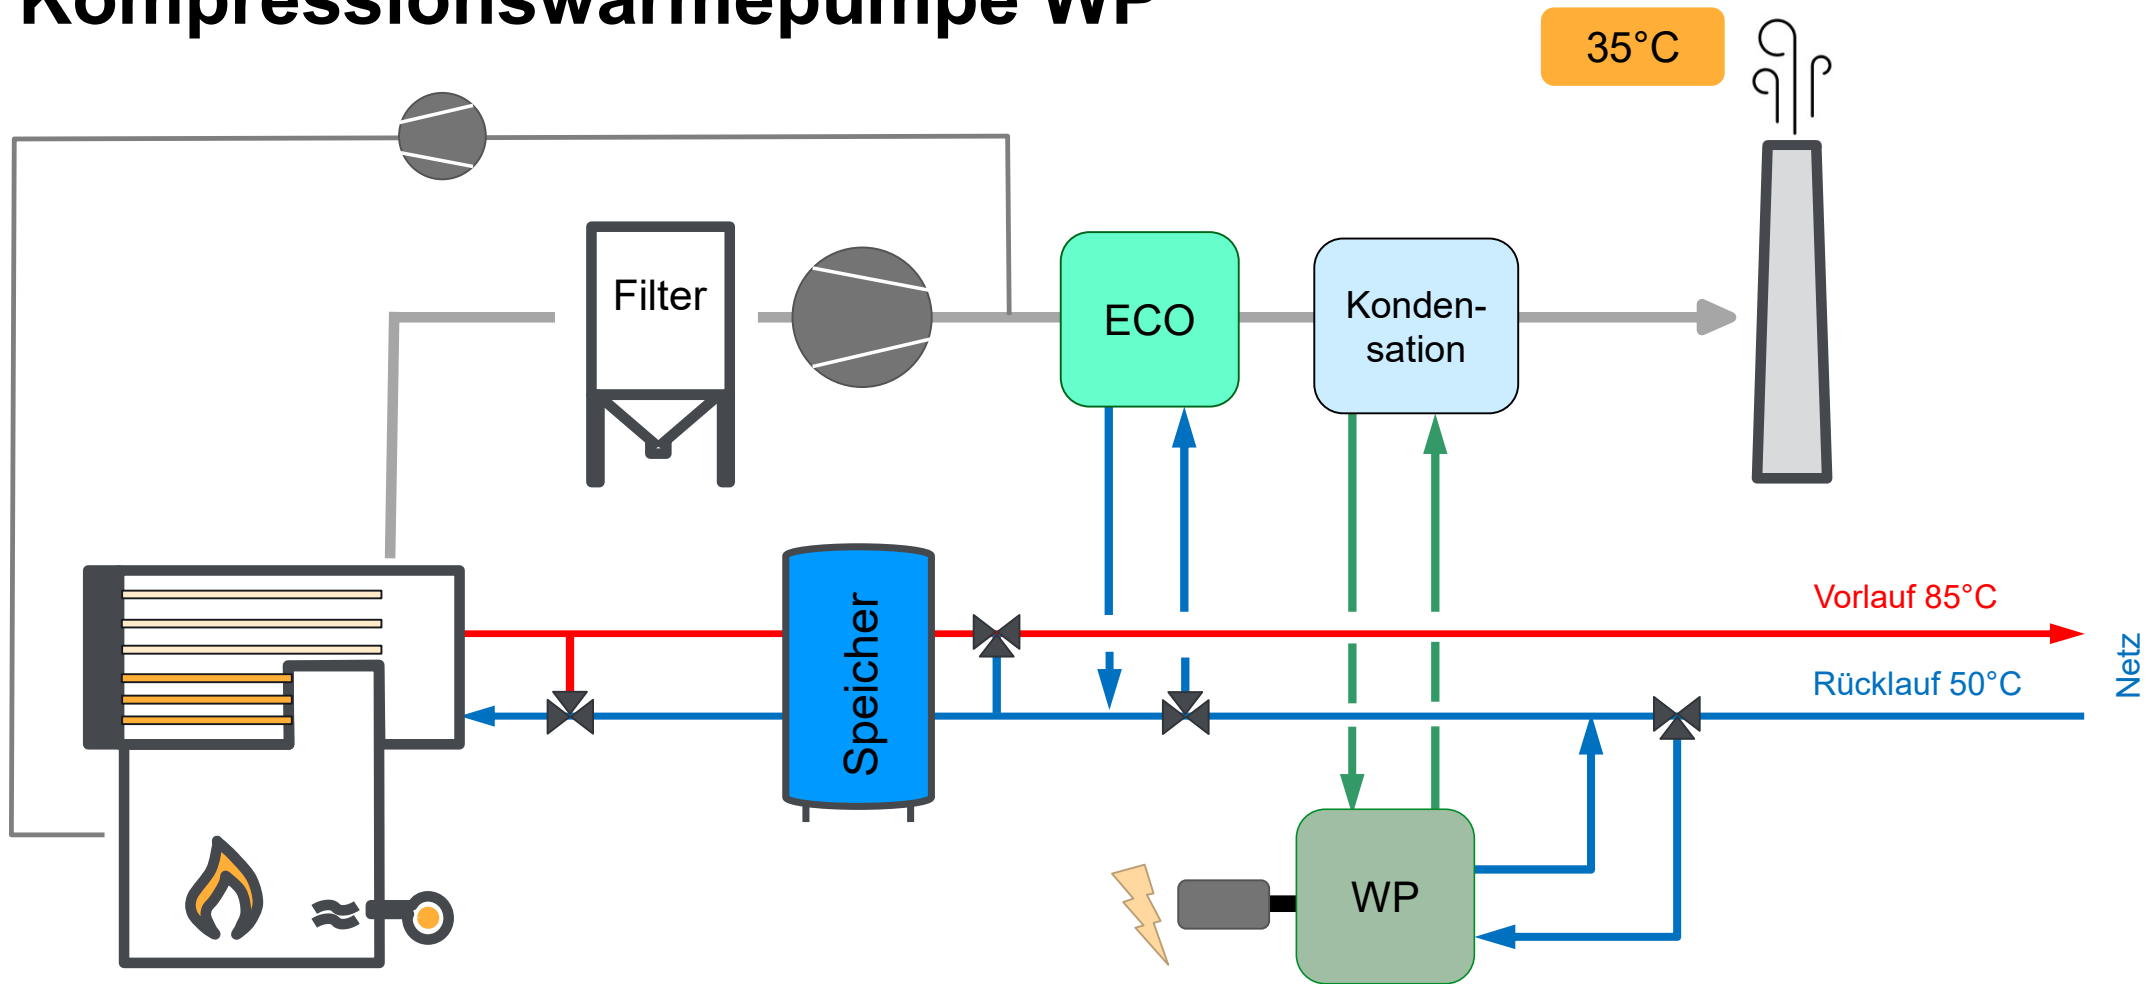 Kompressionswärmepumpe WP
35°C
Filter
ECO
Konden-
sation
Speicher
Vorlauf 85°C
Rücklauf 50°C
Netz
WP